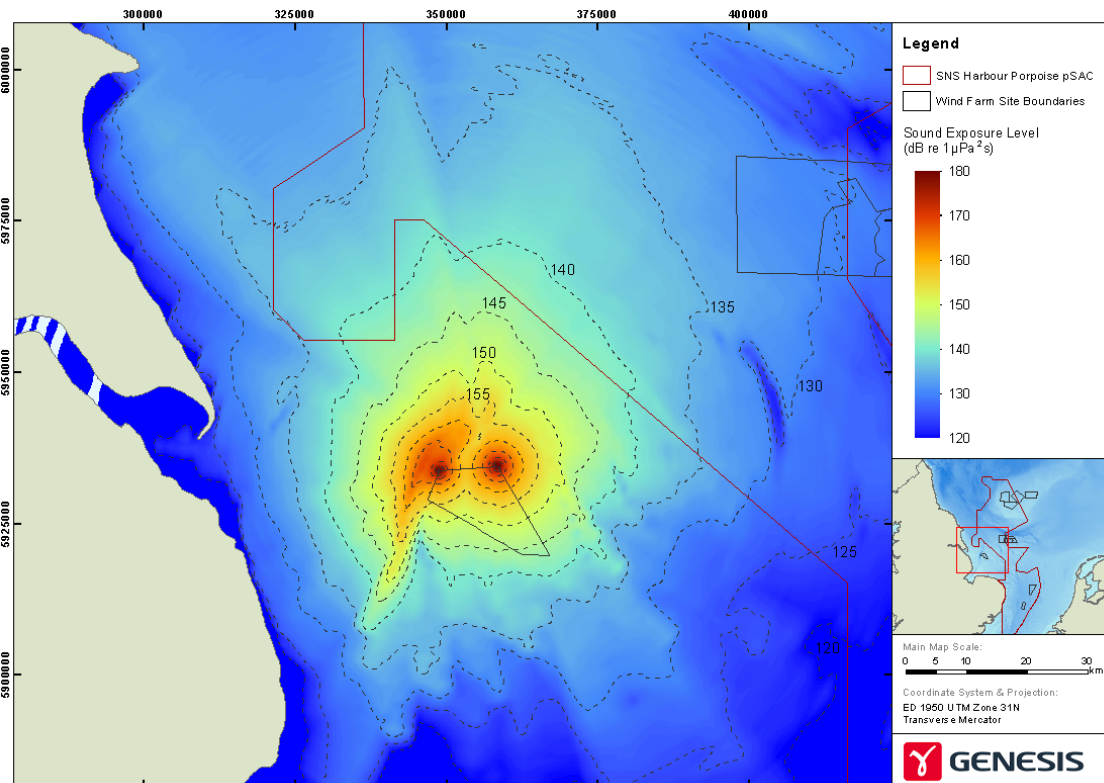 300000 325000 350000 375000 400000
6000000
5975000
5950000
5925000
5900000
140
145
135
150
130
155
125
120
Legend
SNS Harbour Porpoise pSAC
Wind Farm Site Boundaries
Sound Exposure Level
(dB re 1µPa²s)
180
170
160
150
140
130
120
Main Map Scale:
0 5 10 20 30
km
Coordinate System & Projection:
ED 1950 UTM Zone 31N
Transverse Mercator
GENESIS